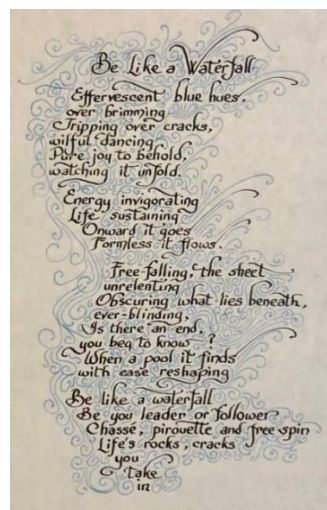 Be Like a Waterfall
Effervescent blue hues,
over brimming
Tripping over cracks,
wilful dancing
Pure joy to behold,
watching it unfold.
Energy invigorating
Life sustaining
Onward it goes
Formless it flows.
Free-falling, the sheet
unrelenting
Obscuring what lies beneath,
ever-blinding,
Is there an end,
you beg to know ?
When a pool it finds
with ease reshaping
Be like a waterfall
Be you leader or follower
Chassé, pirouette and free spin
Life's rocks, cracks
you
take
in